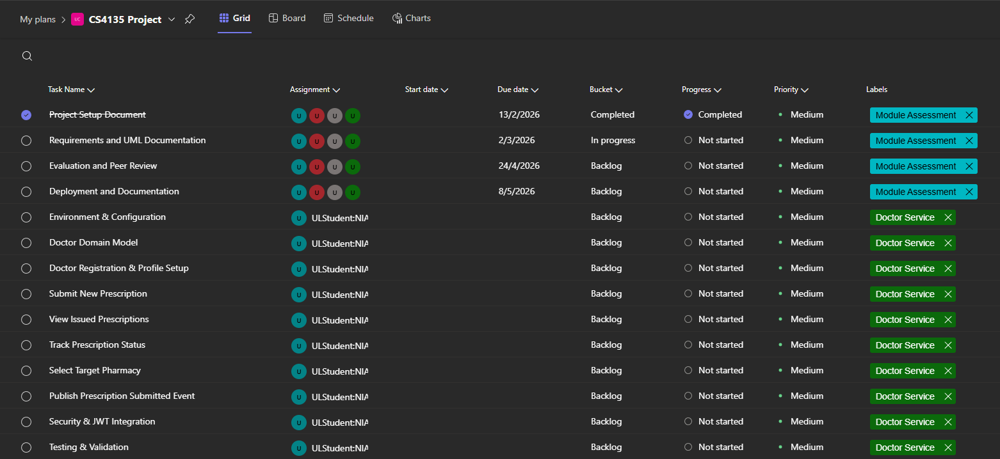 My plans > UC CS4135 Project Grid Board Schedule Charts
Task Name Assignment Start date Due date Bucket Progress Priority Labels
Project Setup Document U U U U 13/2/2026 Completed Completed Medium Module Assessment
Requirements and UML Documentation U U U U 2/3/2026 In progress Not started Medium Module Assessment
Evaluation and Peer Review U U U U 24/4/2026 Backlog Not started Medium Module Assessment
Deployment and Documentation U U U U 8/5/2026 Backlog Not started Medium Module Assessment
Environment & Configuration U ULStudent:NIA Backlog Not started Medium Doctor Service
Doctor Domain Model U ULStudent:NIA Backlog Not started Medium Doctor Service
Doctor Registration & Profile Setup U ULStudent:NIA Backlog Not started Medium Doctor Service
Submit New Prescription U ULStudent:NIA Backlog Not started Medium Doctor Service
View Issued Prescriptions U ULStudent:NIA Backlog Not started Medium Doctor Service
Track Prescription Status U ULStudent:NIA Backlog Not started Medium Doctor Service
Select Target Pharmacy U ULStudent:NIA Backlog Not started Medium Doctor Service
Publish Prescription Submitted Event U ULStudent:NIA Backlog Not started Medium Doctor Service
Security & JWT Integration U ULStudent:NIA Backlog Not started Medium Doctor Service
Testing & Validation U ULStudent:NIA Backlog Not started Medium Doctor Service